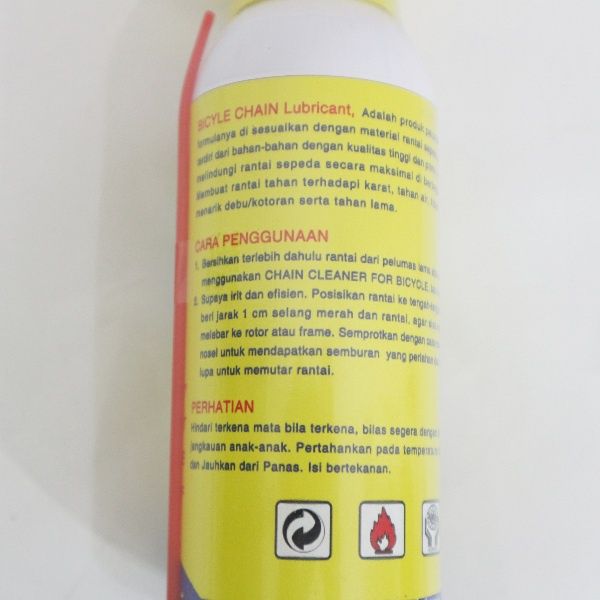 BICYLE CHAIN Lubricant, Adalah produk
formulanya di sesuaikan dengan material rantai
terdiri dari bahan-bahan dengan kualitas tinggi dan
melindungi rantai sepeda secara maksimal di
Membuat rantai tahan terhadapi karat, tahan air,
menarik debu/kotoran serta tahan lama.
CARA PENGGUNAAN
1. Bersihkan terlebih dahulu rantai dari pelumas lama
menggunakan CHAIN CLEANER FOR BICYCLE.
2. Supaya irit dan efisien. Posisikan rantai ke
beri jarak 1 cm selang merah dan rantai, agar
melebar ke rotor atau frame. Semprotkan dengan
nosel untuk mendapatkan semburan yang perlahan
lupa untuk memutar rantai.
PERHATIAN
Hindari terkena mata bila terkena, bilas segera dengan
jangkauan anak-anak. Pertahankan pada temperatu
dan Jauhkan dari Panas. Isi bertekanan.